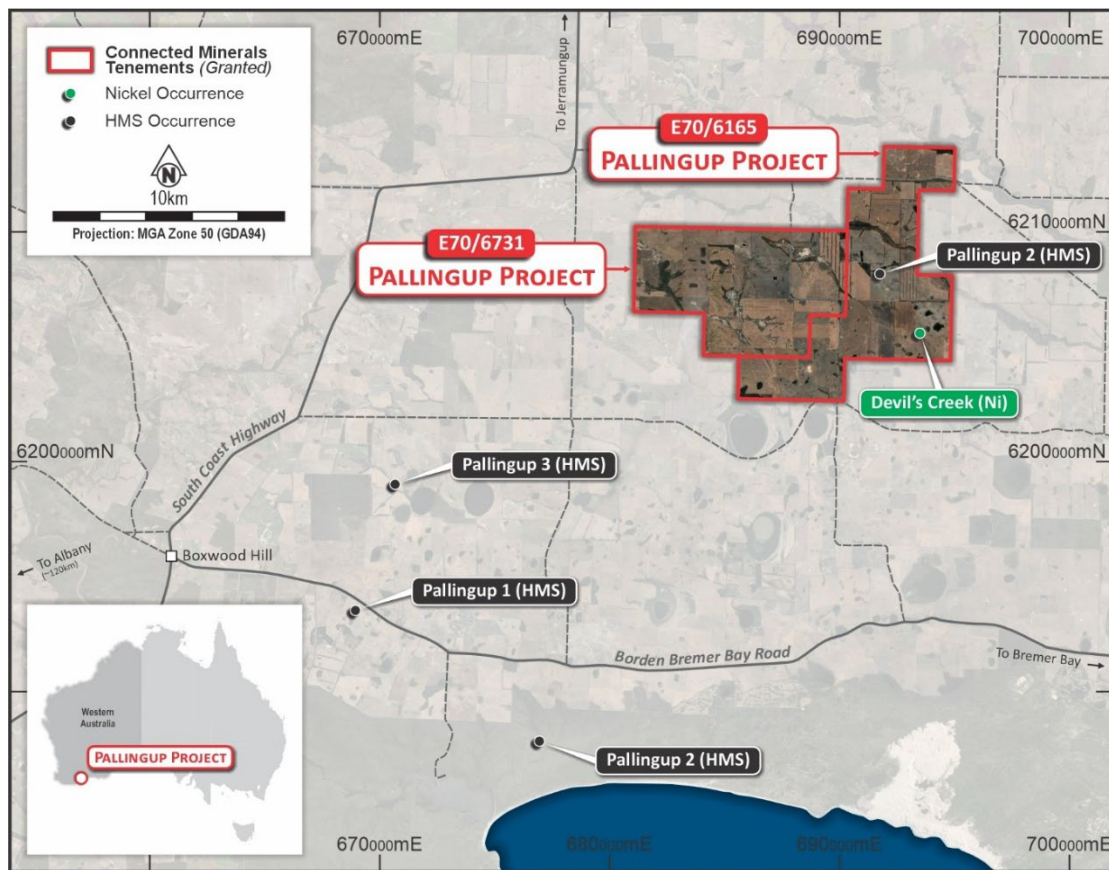 Connected Minerals
Tenements (Granted)
Nickel Occurrence
HMS Occurrence
N
10km
Projection: MGA Zone 50 (GDA94)
670000mE
690000mE
700000mE
To Jerramungup
E70/6165
PALLINGUP PROJECT
6210000mN
E70/6731
PALLINGUP PROJECT
Pallingup 2 (HMS)
Devil's Creek (Ni)
South Coast Highway
6200000mN
6200000mN
Pallingup 3 (HMS)
To Albany
(~120km)
Boxwood Hill
Pallingup 1 (HMS)
Borden Bremer Bay Road
To Bremer Bay
Pallingup 2 (HMS)
Western
Australia
PALLINGUP PROJECT
670000mE
680000mE
690000mE
700000mE